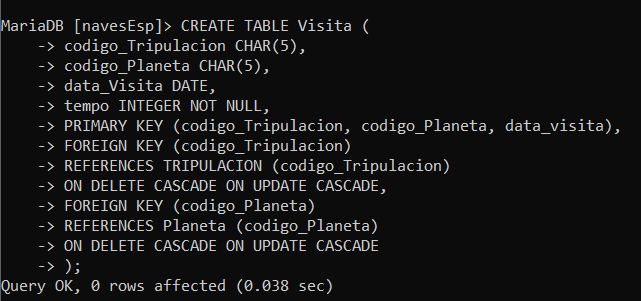 MariaDB [navesEsp]> CREATE TABLE Visita (
-> codigo_Tripulacion CHAR(5),
-> codigo_Planeta CHAR(5),
-> data_Visita DATE,
-> tempo INTEGER NOT NULL,
-> PRIMARY KEY (codigo_Tripulacion, codigo_Planeta, data_visita),
-> FOREIGN KEY (codigo_Tripulacion)
-> REFERENCES TRIPULACION (codigo_Tripulacion)
-> ON DELETE CASCADE ON UPDATE CASCADE,
-> FOREIGN KEY (codigo_Planeta)
-> REFERENCES Planeta (codigo_Planeta)
-> ON DELETE CASCADE ON UPDATE CASCADE
-> );
Query OK, 0 rows affected (0.038 sec)